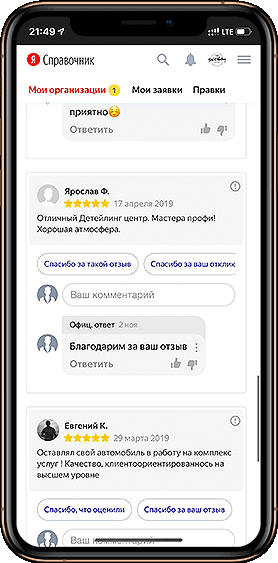 21:49
LTE
Я Справочник
Мои организации 1 Мои заявки Правки
приятно😚
Ответить
Ярослав Ф.
17 апреля 2019
Отличный Детейлинг центр. Мастера профи!
Хорошая атмосфера.
Спасибо за такой отзыв Спасибо за ваш отклик
Ваш комментарий
Офиц. ответ 2 ноя
Благодарим за ваш отзыв
Ответить
Евгений К.
29 марта 2019
Оставлял свой автомобиль в работу на комплекс
услуг ! Качество, клиентоориентированнось на
высшем уровне
Спасибо, что оценили Спасибо за ваш отзыв
Ваш комментарий